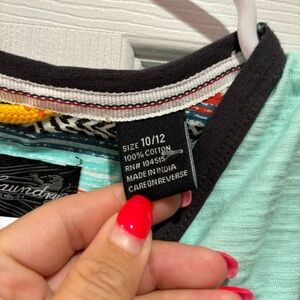 SIZE 10/12
100% COTTON
RN# 104515
MADE IN INDIA
CARE ON REVERSE